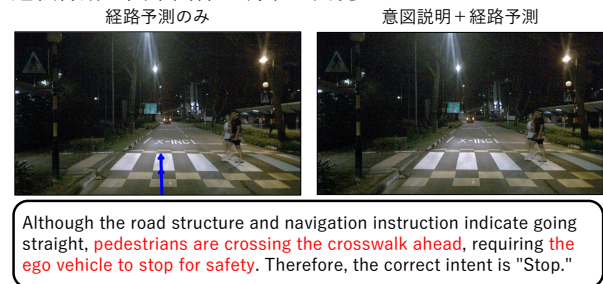 経路予測のみ
意図説明+経路予測
X-ING
X-ING
Although the road structure and navigation instruction indicate going
straight, pedestrians are crossing the crosswalk ahead, requiring the
ego vehicle to stop for safety. Therefore, the correct intent is "Stop."